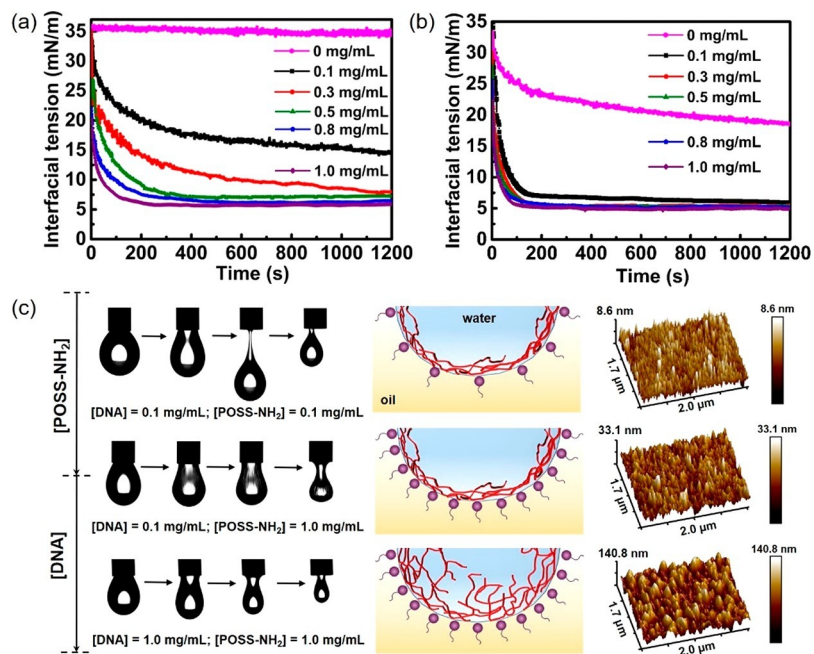 (a)
Interfacial tension (mN/m)
35
30
25
20
15
10
5
0
0 mg/mL
0.1 mg/mL
0.3 mg/mL
0.5 mg/mL
0.8 mg/mL
1.0 mg/mL
0 200 400 600 800 1000 1200
Time (s)
(b)
Interfacial tension (mN/m)
35
30
25
20
15
10
5
0
0 mg/mL
0.1 mg/mL
0.3 mg/mL
0.5 mg/mL
0.8 mg/mL
1.0 mg/mL
0 200 400 600 800 1000 1200
Time (s)
(c)
[POSS-NH₂]
[DNA]
[DNA] = 0.1 mg/mL; [POSS-NH₂] = 0.1 mg/mL
water
oil
8.6 nm
1.7 μm
2.0 μm
8.6 nm
[DNA] = 0.1 mg/mL; [POSS-NH₂] = 1.0 mg/mL
33.1 nm
1.7 μm
2.0 μm
33.1 nm
[DNA] = 1.0 mg/mL; [POSS-NH₂] = 1.0 mg/mL
140.8 nm
1.7 μm
2.0 μm
140.8 nm